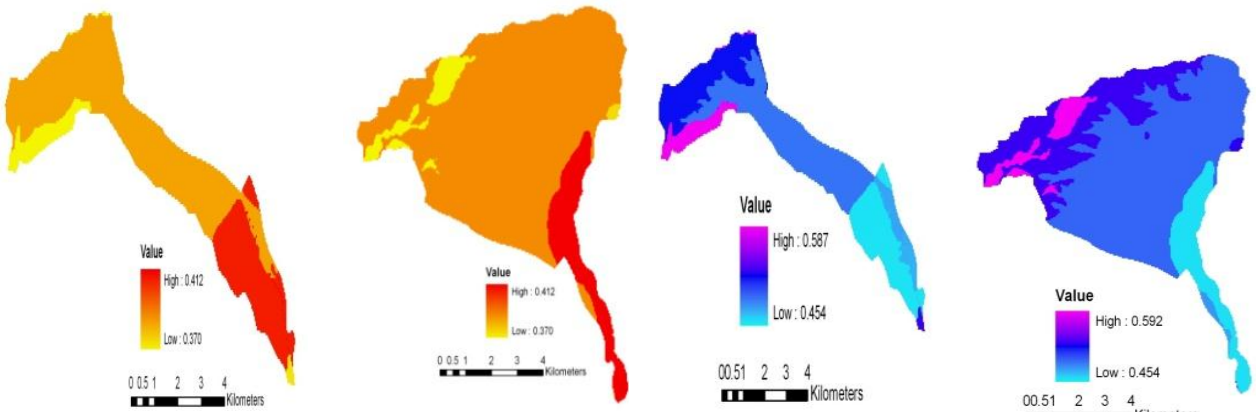 Value
High : 0.412
Low : 0.370
0 0.5 1 2 3 4
Kilometers
Value
High : 0.412
Low : 0.370
0 0.5 1 2 3 4
Kilometers
Value
High : 0.587
Low : 0.454
00.51 2 3 4
Kilometers
Value
High : 0.592
Low : 0.454
00.51 2 3 4
Kilometers